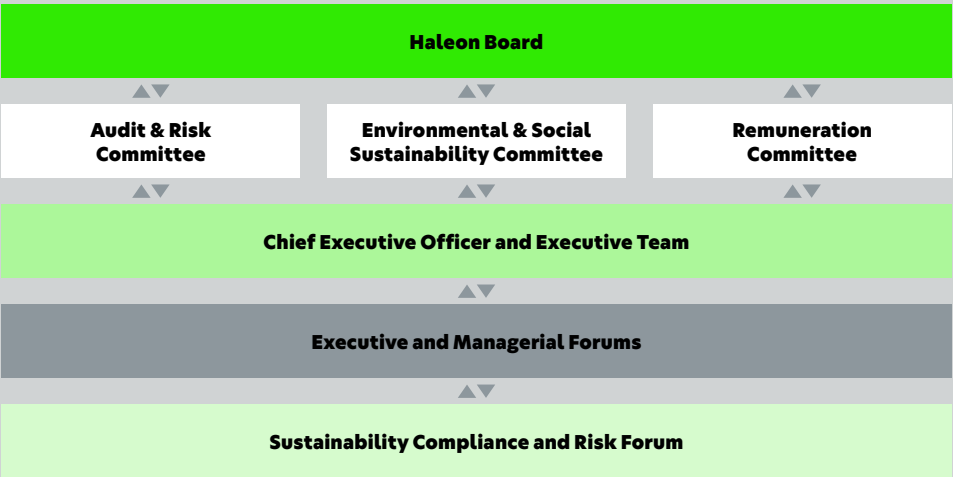 Haleon Board
Audit & Risk
Committee
Environmental & Social
Sustainability Committee
Remuneration
Committee
Chief Executive Officer and Executive Team
Executive and Managerial Forums
Sustainability Compliance and Risk Forum